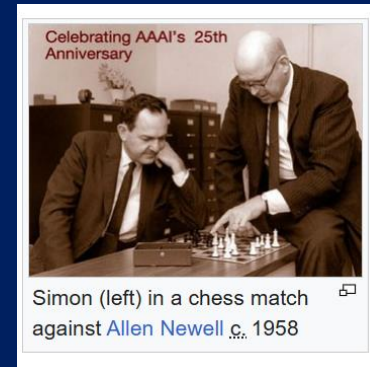 Celebrating AAAI's 25th
Anniversary
Simon (left) in a chess match
against Allen Newell c. 1958